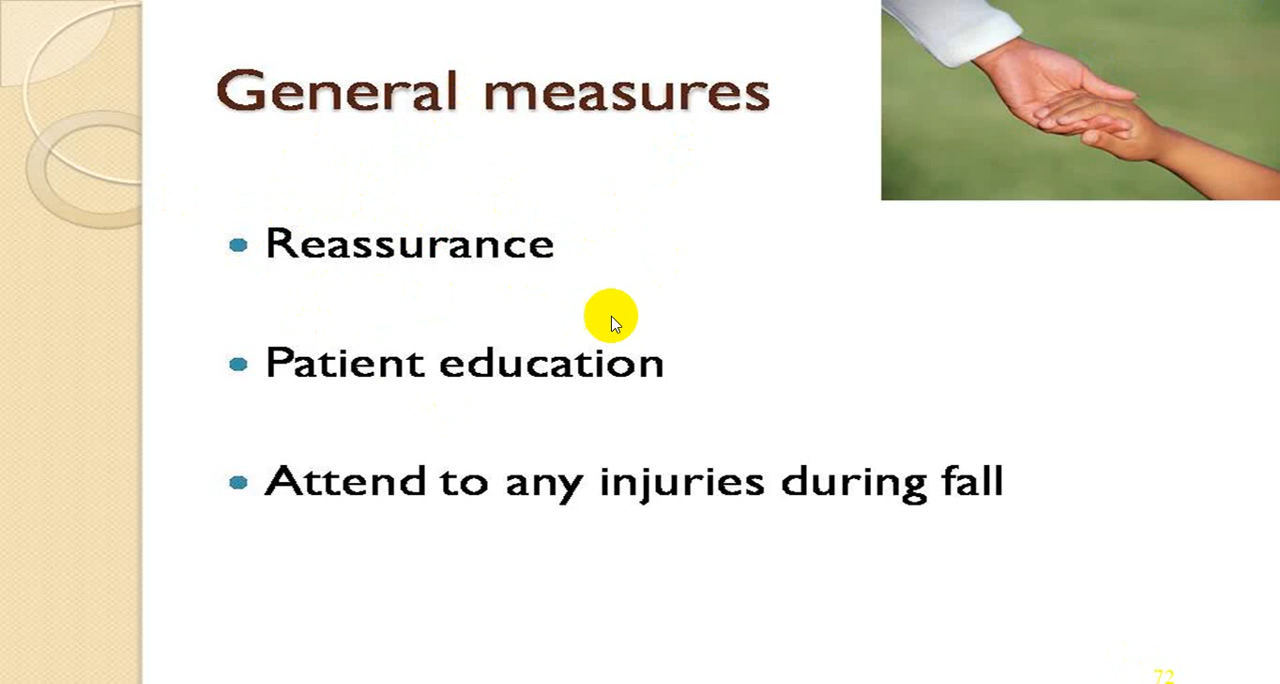 General measures
Reassurance
Patient education
Attend to any injuries during fall
72